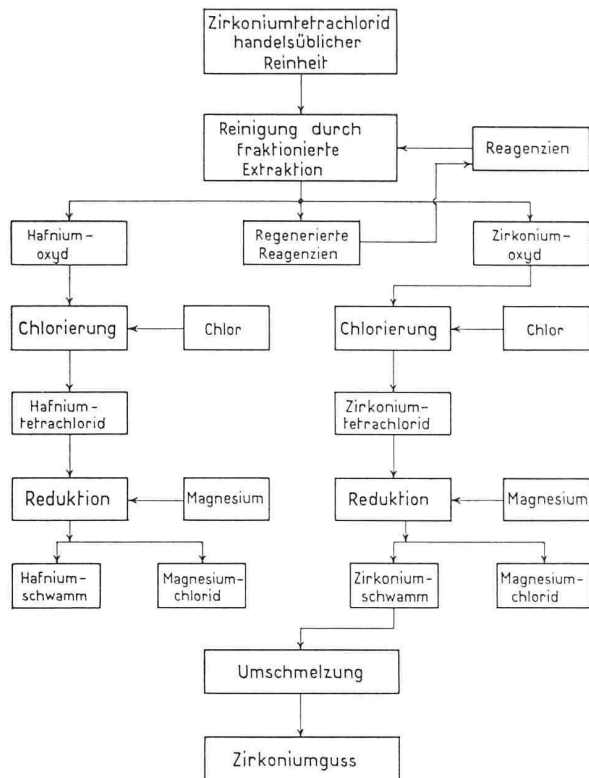 Zirkoniumtetrachlorid
handelsüblicher
Reinheit
Reinigung durch
fraktionierte
Extraktion
Reagenzien
Hafnium-
oxyd
Regenerierte
Reagenzien
Zirkonium-
oxyd
Chlorierung
Chlor
Chlorierung
Chlor
Hafnium-
tetrachlorid
Zirkonium-
tetrachlorid
Reduktion
Magnesium
Reduktion
Magnesium
Hafnium-
schwamm
Magnesium-
chlorid
Zirkonium-
schwamm
Magnesium-
chlorid
Umschmelzung
Zirkoniumguss